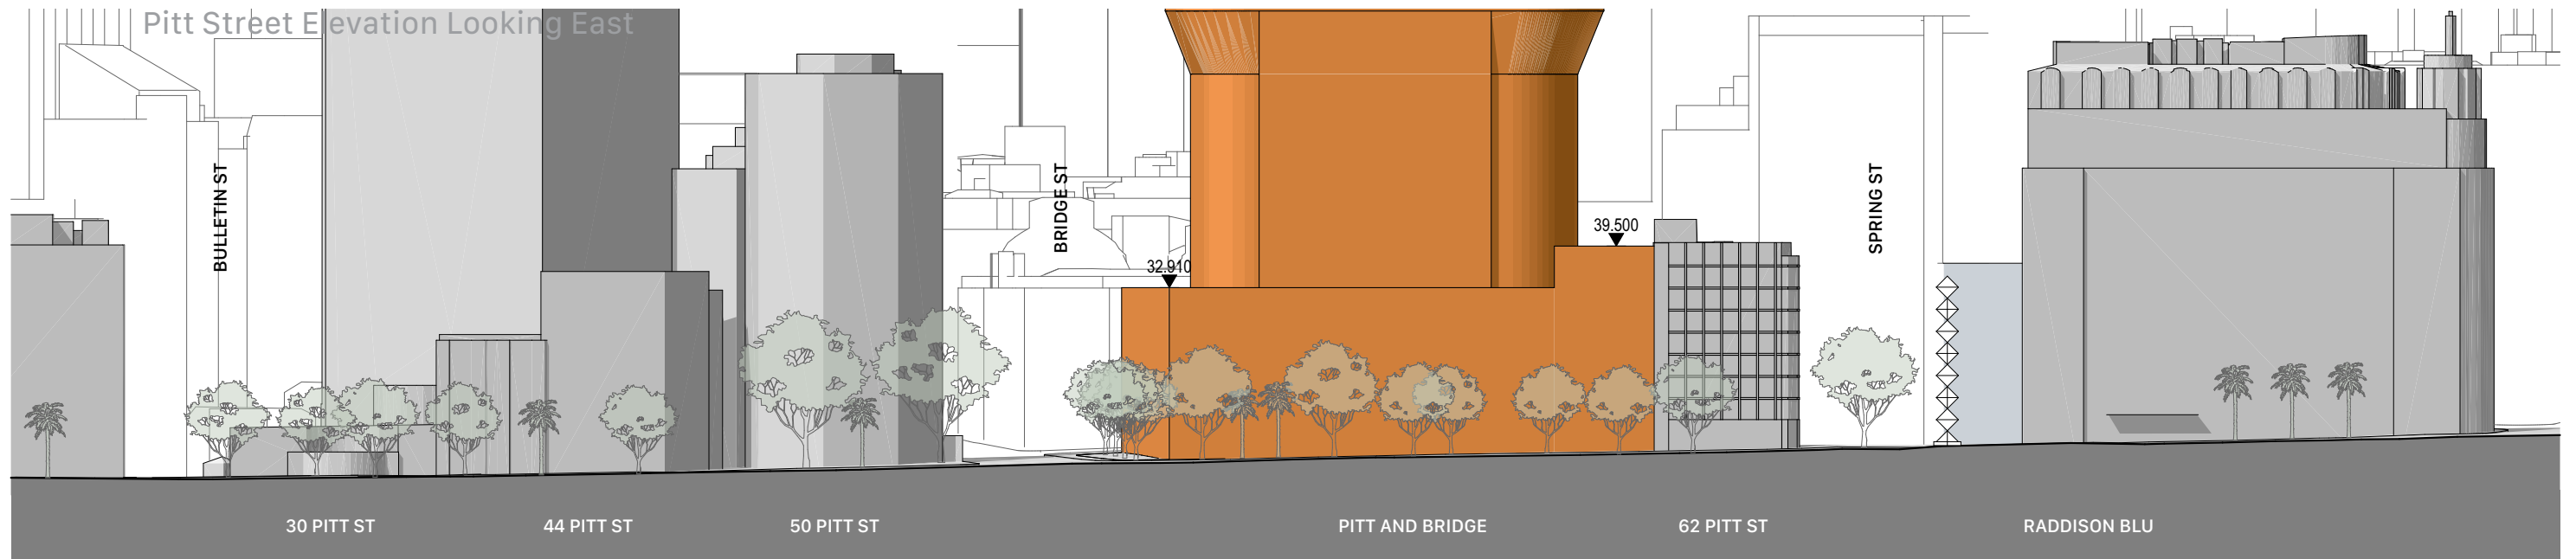 Pitt Street Elevation Looking East
BULLETIN ST
BRIDGE ST
SPRING ST
39.500
32.910
30 PITT ST
44 PITT ST
50 PITT ST
PITT AND BRIDGE
62 PITT ST
RADDISON BLU